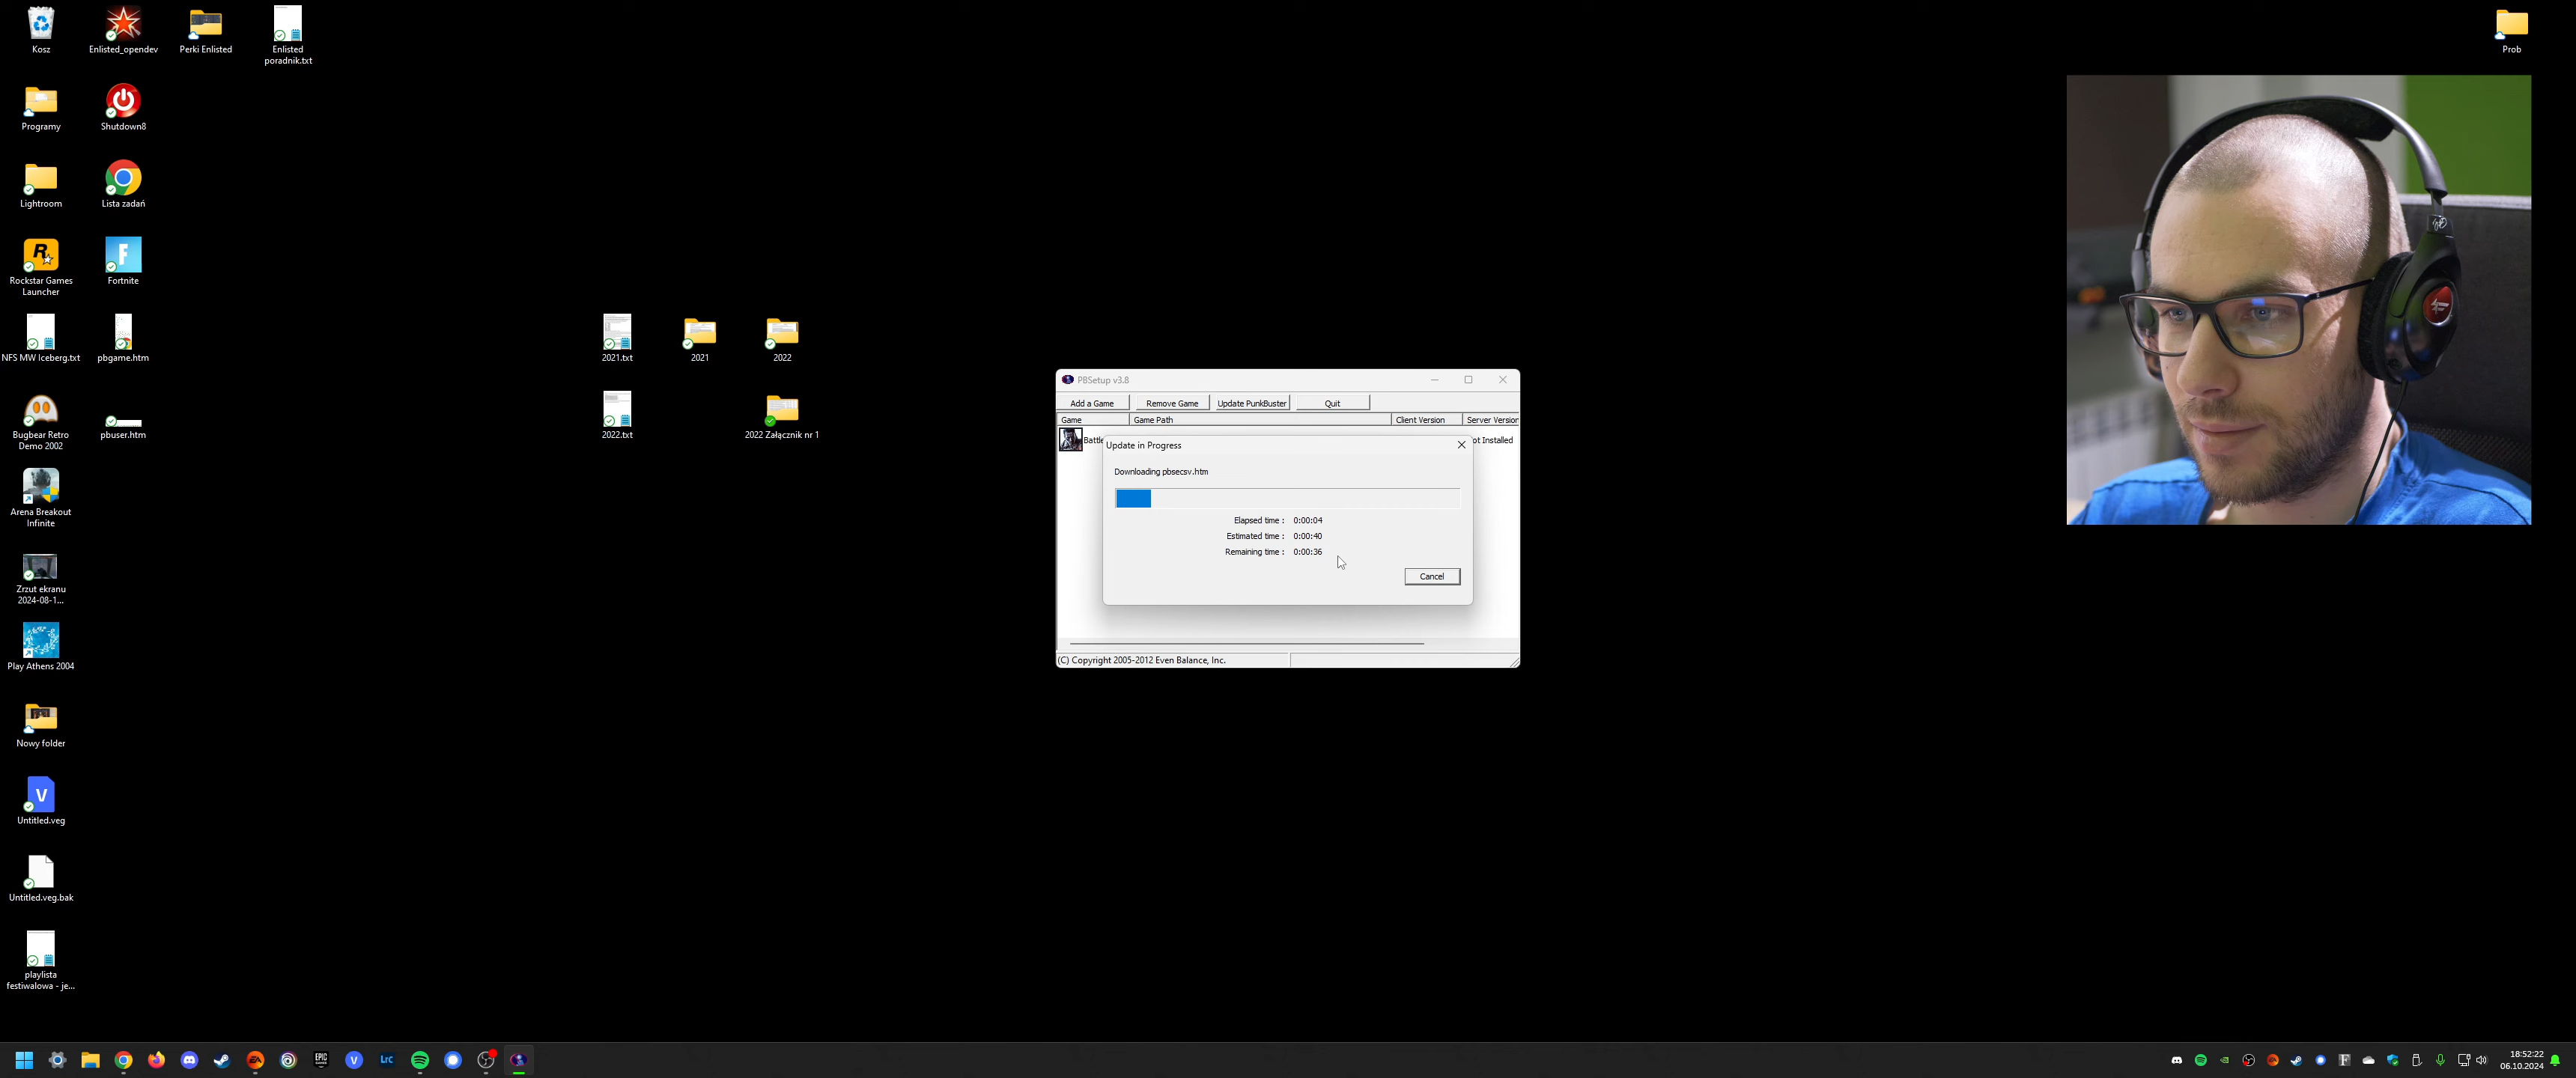 Kosz
Enlisted_opendev
Perki Enlisted
Enlisted
poradnik.txt
Prob
Programy
Shutdown8
Lightroom
Lista zadań
Rockstar Games
Launcher
Fortnite
NFS MW Iceberg.txt
pbgame.htm
2021.txt
2021
2022
Bugbear Retro
Demo 2002
pbuser.htm
2022.txt
2022 Załącznik nr 1
Arena Breakout
Infinite
Zrzut ekranu
2024-08-1...
Play Athens 2004
Nowy folder
Untitled.veg
Untitled.veg.bak
playlista
festiwalowa - je...
PBSetup v3.8
Add a Game
Remove Game
Update PunkBuster
Quit
Game
Game Path
Client Version
Server Version
Battle
ot Installed
Update in Progress
Downloading pbsecsv.htm
Elapsed time : 0:00:04
Estimated time : 0:00:40
Remaining time : 0:00:36
Cancel
(C) Copyright 2005-2012 Even Balance, Inc.
EA
EPIC
V
LrC
18:52:22
06.10.2024